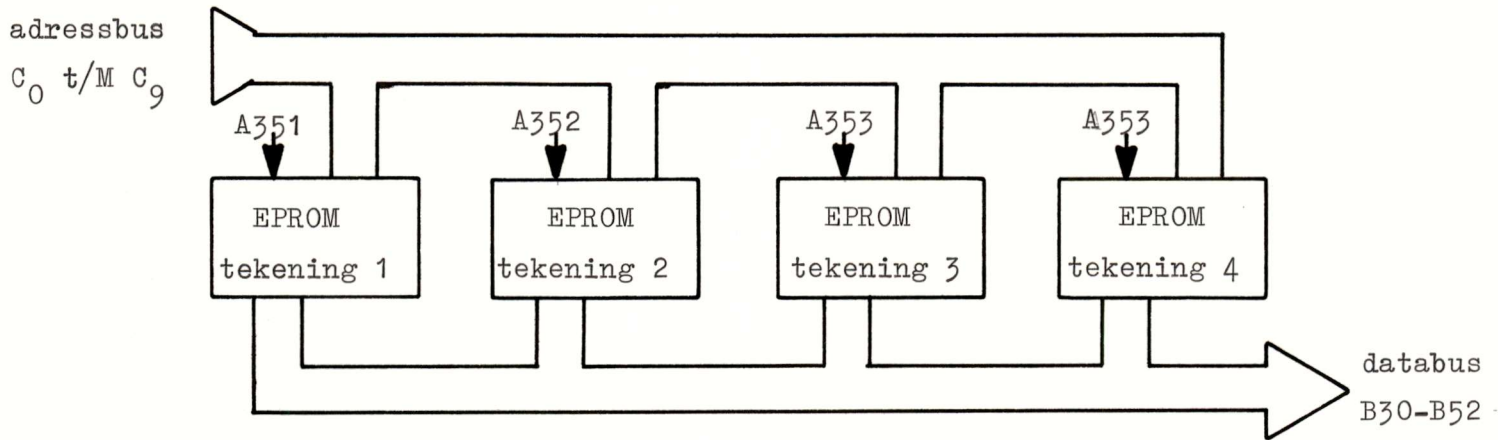 adressbus
C0 t/M C9
A351
A352
A353
A353
EPROM
tekening 1
EPROM
tekening 2
EPROM
tekening 3
EPROM
tekening 4
databus
B30-B52